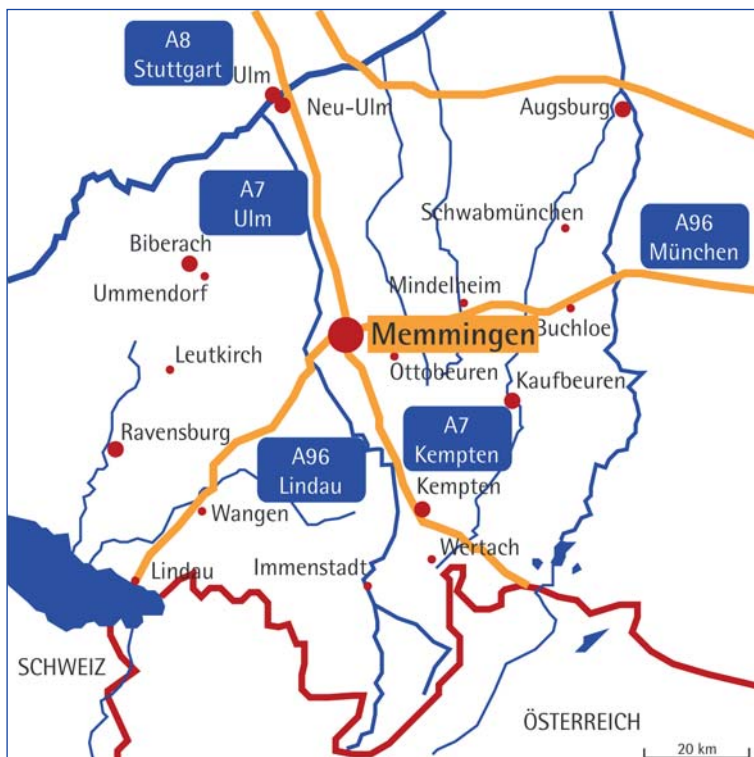 A8
Stuttgart
Ulm
Neu-Ulm
Augsburg
A7
Ulm
Schwabmünchen
A96
München
Biberach
Ummendorf
Mindelheim
Memmingen
Buchloe
Leutkirch
Ottobeuren
Kaufbeuren
Ravensburg
A7
Kempten
A96
Lindau
Kempten
Wangen
Wertach
Lindau
Immenstadt
SCHWEIZ
ÖSTERREICH
20 km